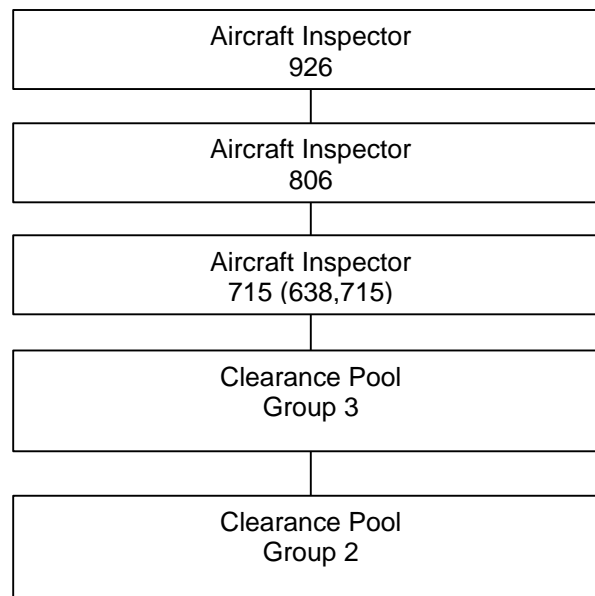 Aircraft Inspector
926
Aircraft Inspector
806
Aircraft Inspector
715 (638,715)
Clearance Pool
Group 3
Clearance Pool
Group 2